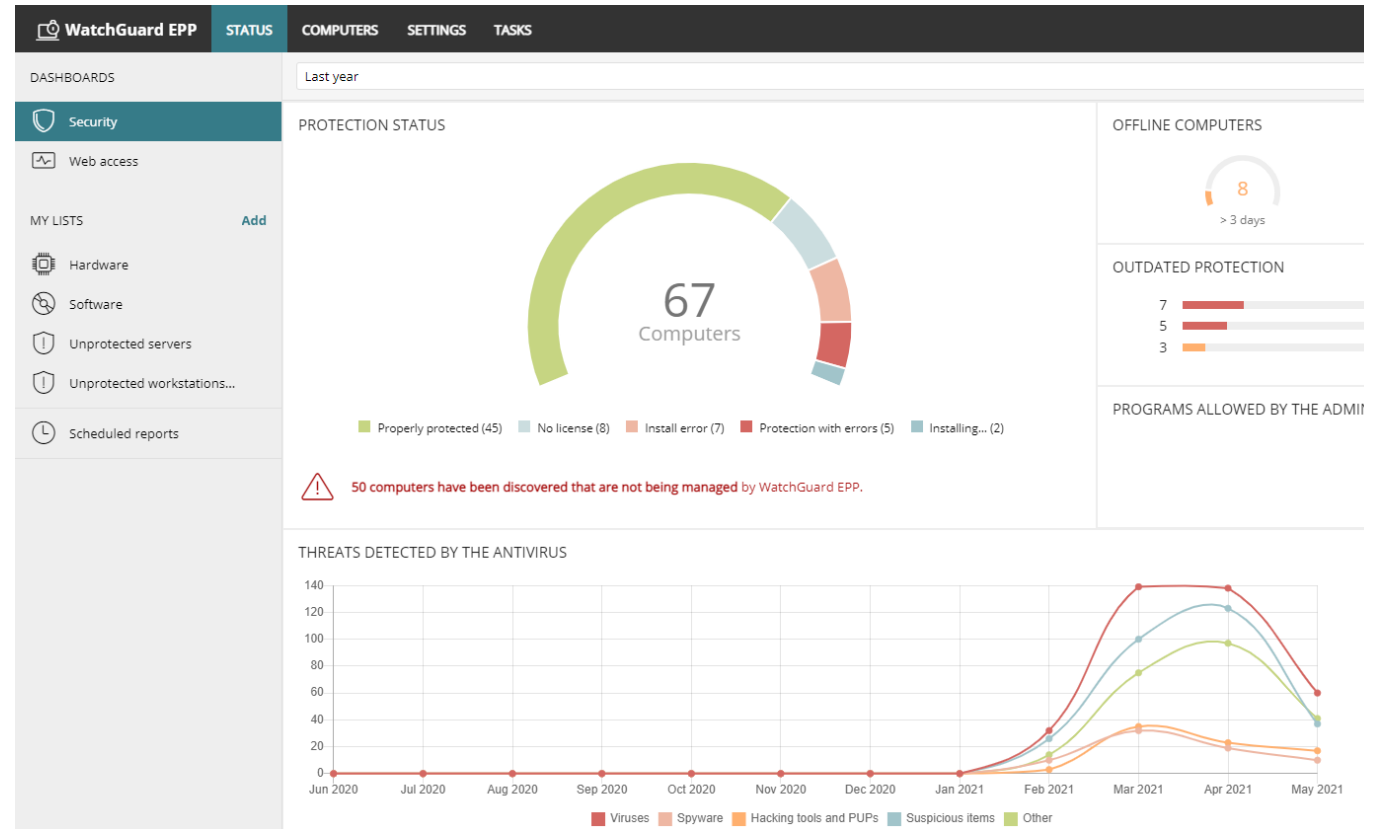 WatchGuard EPP STATUS COMPUTERS SETTINGS TASKS
DASHBOARDS
Security
Web access
MY LISTS Add
Hardware
Software
Unprotected servers
Unprotected workstations...
Scheduled reports
Last year
PROTECTION STATUS
67
Computers
Properly protected (45) No license (8) Install error (7) Protection with errors (5) Installing... (2)
50 computers have been discovered that are not being managed by WatchGuard EPP.
OFFLINE COMPUTERS
8
> 3 days
OUTDATED PROTECTION
7
5
3
PROGRAMS ALLOWED BY THE ADMIN
THREATS DETECTED BY THE ANTIVIRUS
140
120
100
80
60
40
20
0
Jun 2020 Jul 2020 Aug 2020 Sep 2020 Oct 2020 Nov 2020 Dec 2020 Jan 2021 Feb 2021 Mar 2021 Apr 2021 May 2021
Viruses Spyware Hacking tools and PUPs Suspicious items Other